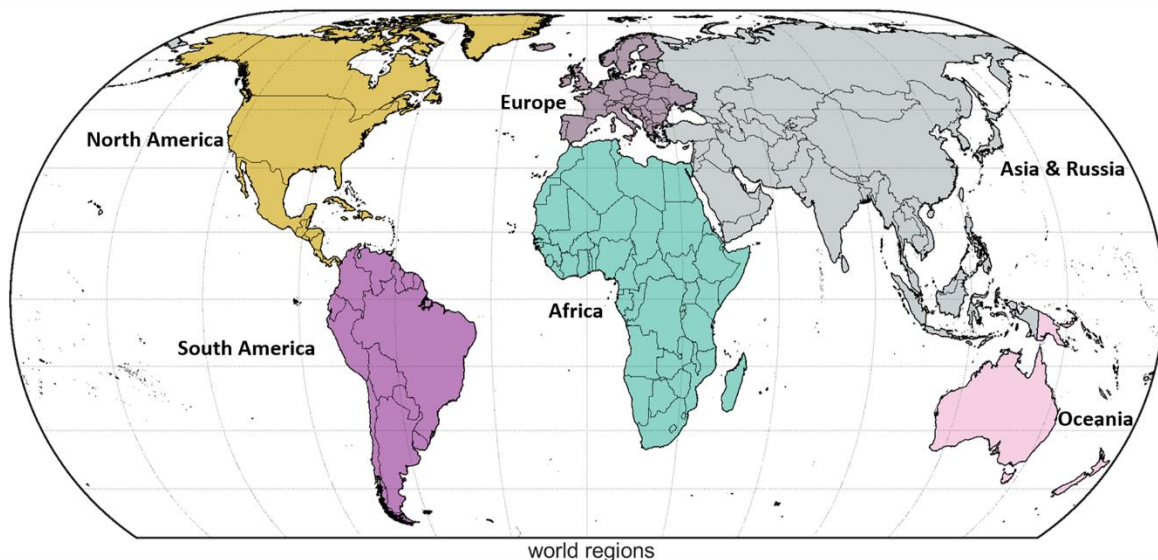 Europe
North America
Asia & Russia
Africa
South America
Oceania
world regions